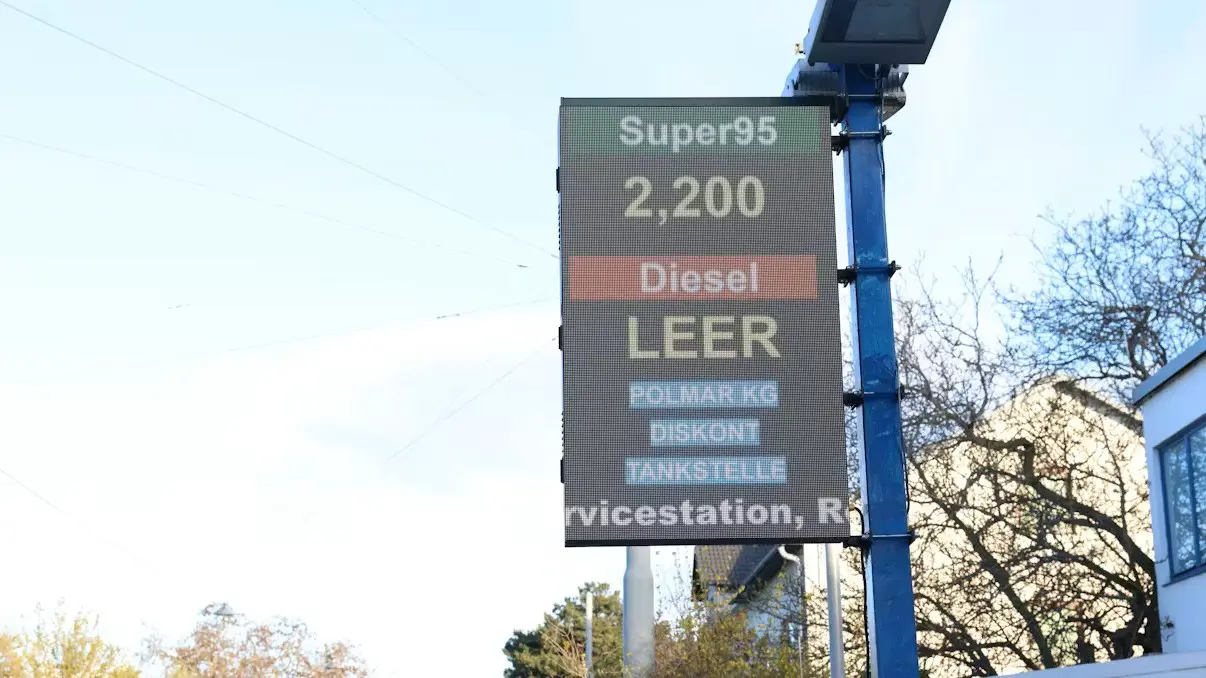 Super95
2,200
Diesel
LEER
POLMAR KG
DISKONT
TANKSTELLE
rvicestation, R